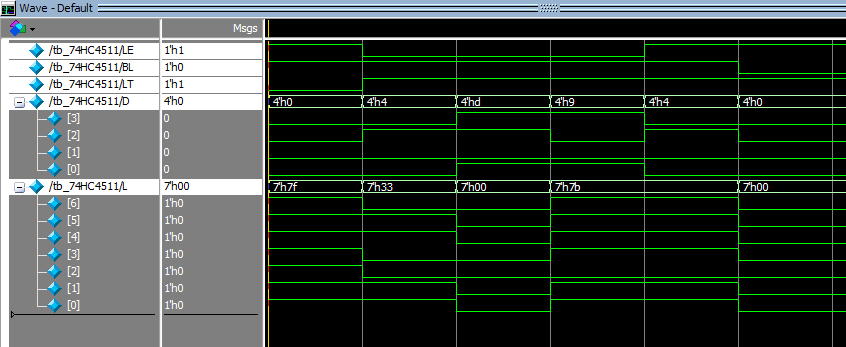 Wave - Default
Msgs
/tb_74HC4511/LE 1'h1
/tb_74HC4511/BL 1'h0
/tb_74HC4511/LT 1'h1
/tb_74HC4511/D 4'h0 4'h0 4'h4 4'hd 4'h9 4'h4 4'h0
[3] 0
[2] 0
[1] 0
[0] 0
/tb_74HC4511/L 7'h00 7'h7f 7'h33 7'h00 7'h7b 7'h00
[6] 1'h0
[5] 1'h0
[4] 1'h0
[3] 1'h0
[2] 1'h0
[1] 1'h0
[0] 1'h0